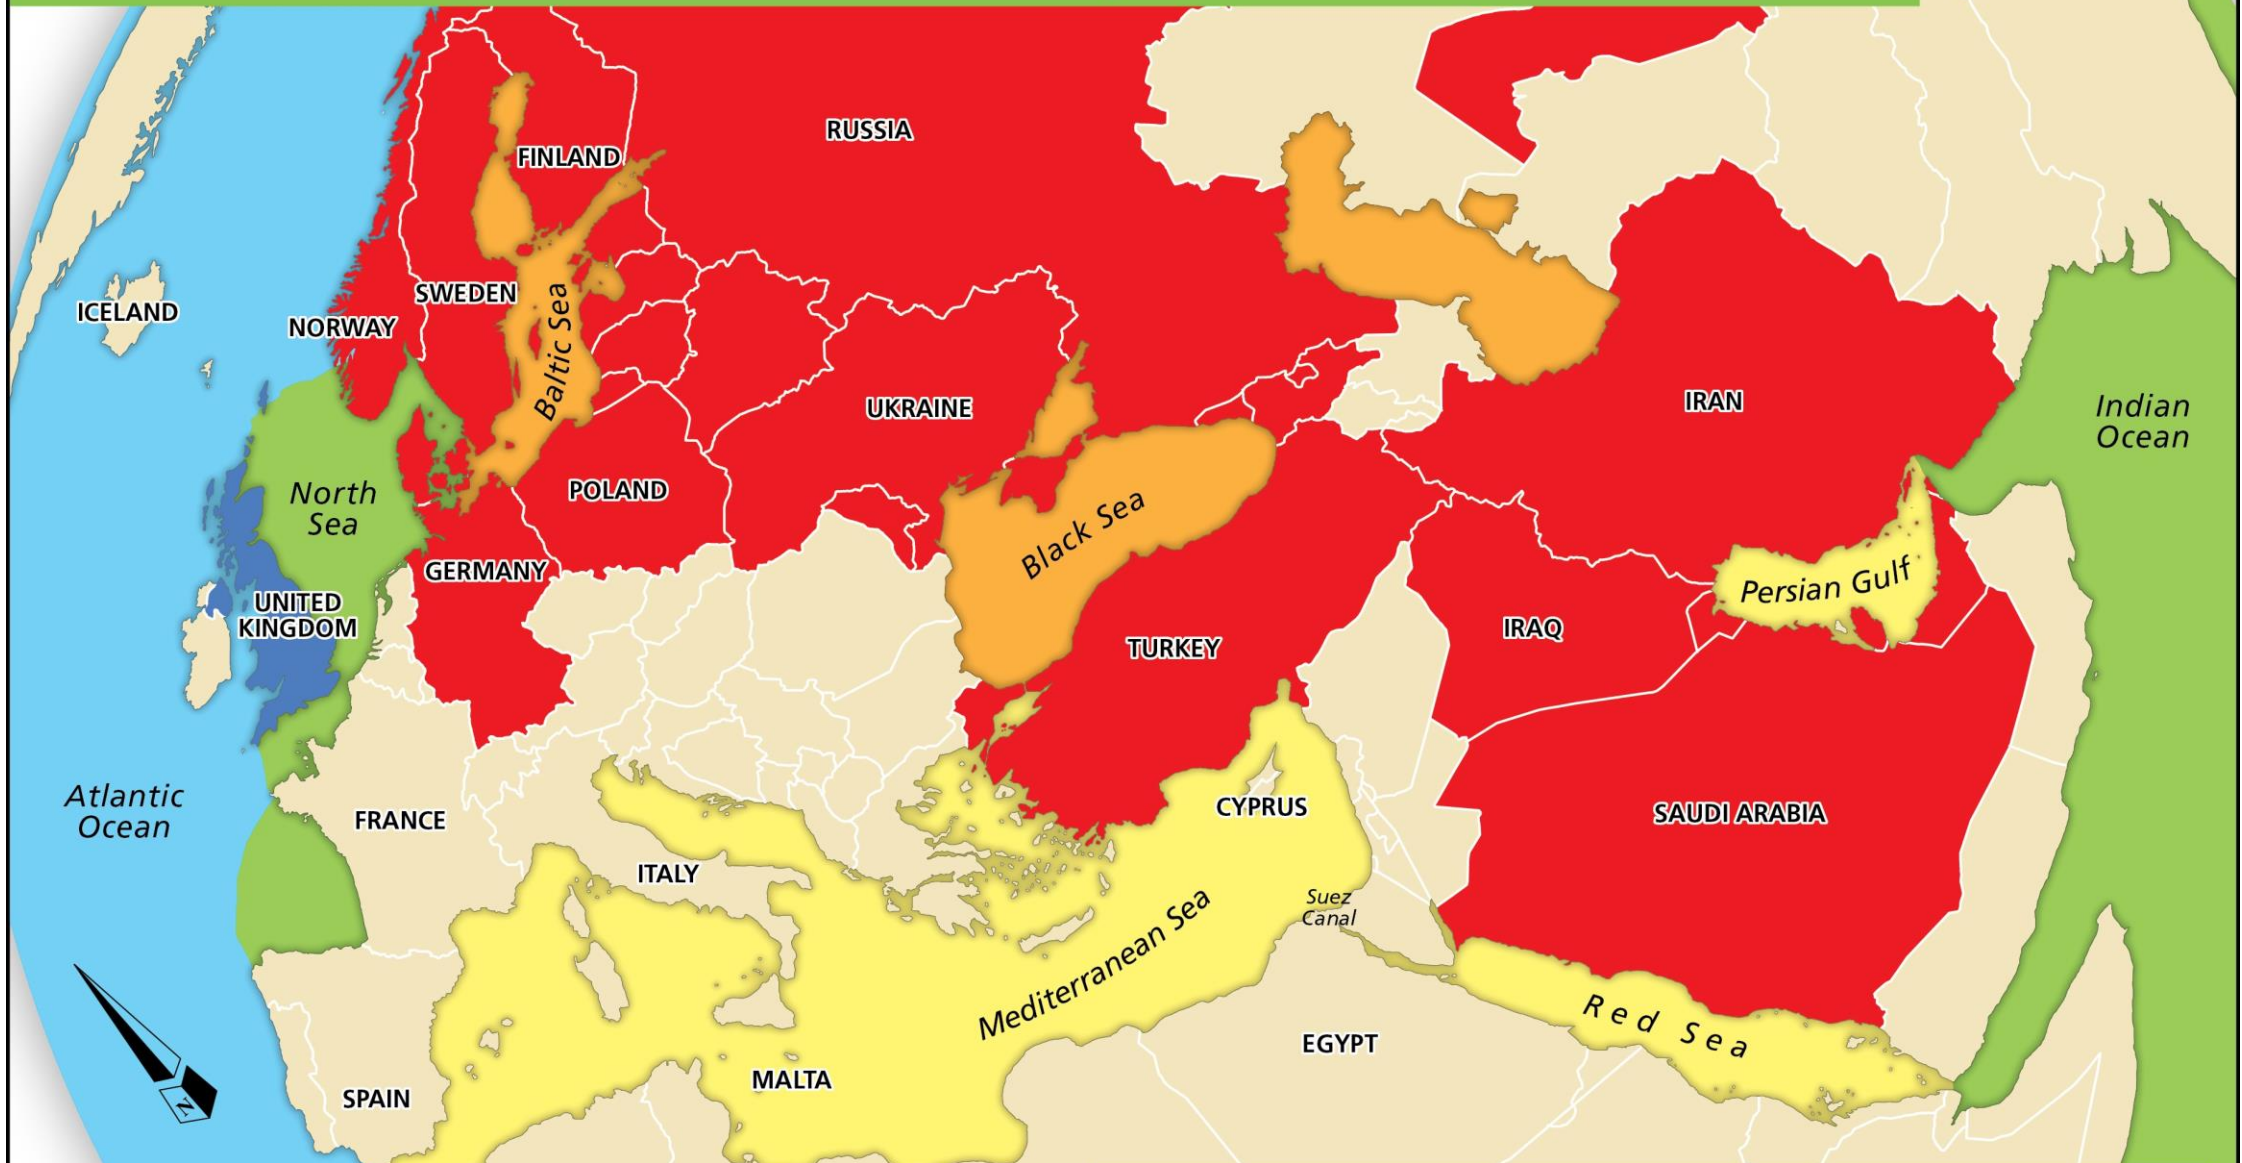 RUSSIA
FINLAND
ICELAND
SWEDEN
NORWAY
Baltic Sea
UKRAINE
IRAN
Indian
Ocean
North
Sea
POLAND
Black Sea
GERMANY
Persian Gulf
UNITED
KINGDOM
TURKEY
IRAQ
Atlantic
Ocean
FRANCE
CYPRUS
SAUDI ARABIA
ITALY
Suez
Canal
Mediterranean Sea
Red Sea
EGYPT
MALTA
SPAIN
N